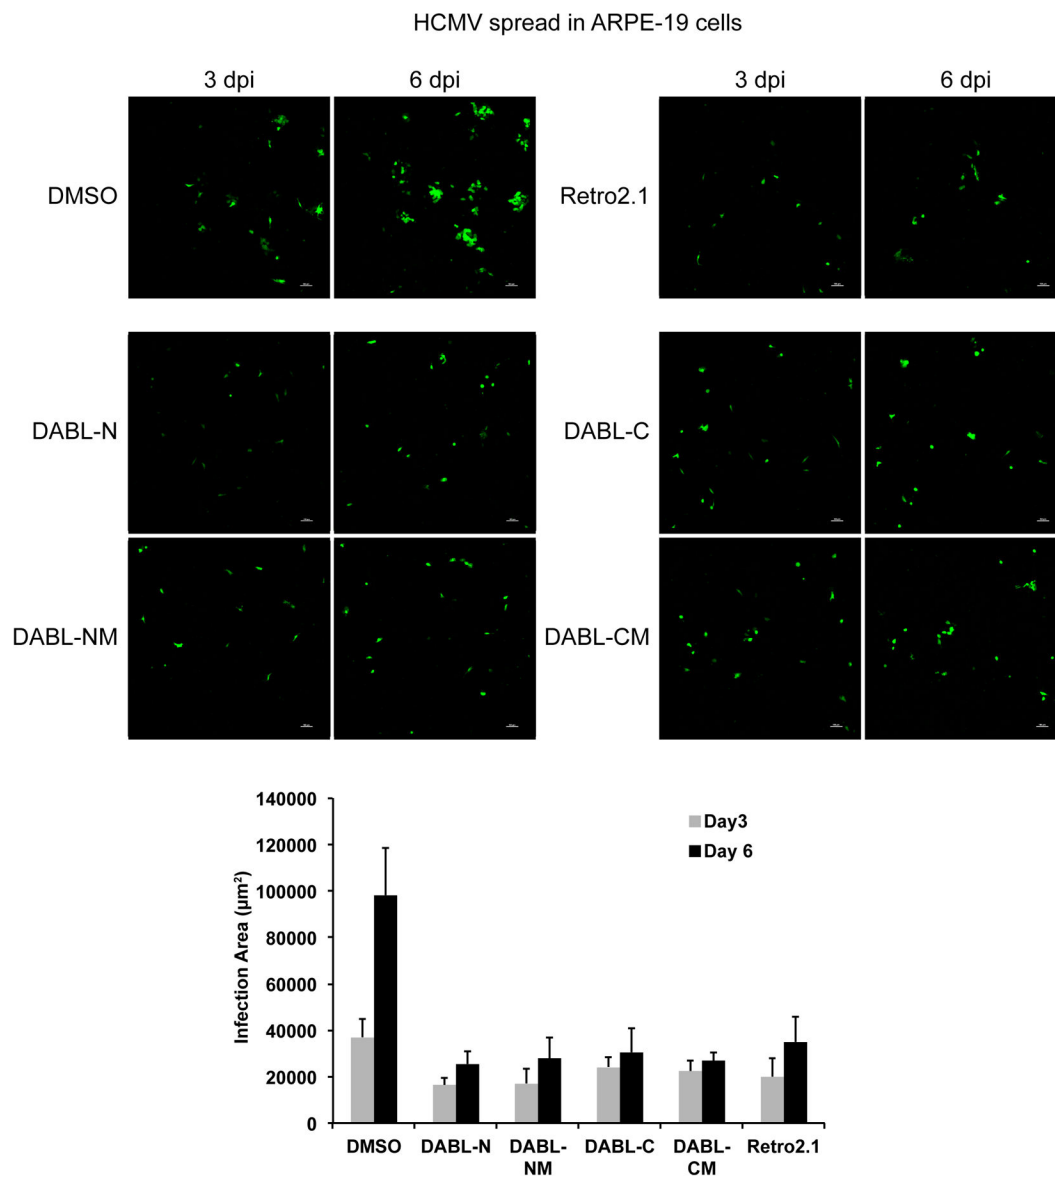 HCMV spread in ARPE-19 cells
3 dpi 6 dpi 3 dpi 6 dpi
DMSO Retro2.1
DABL-N DABL-C
DABL-NM DABL-CM
140000
120000
100000
80000
60000
40000
20000
0
Infection Area (µm²)
Day3
Day 6
DMSO DABL-N DABL-NM DABL-C DABL-CM Retro2.1